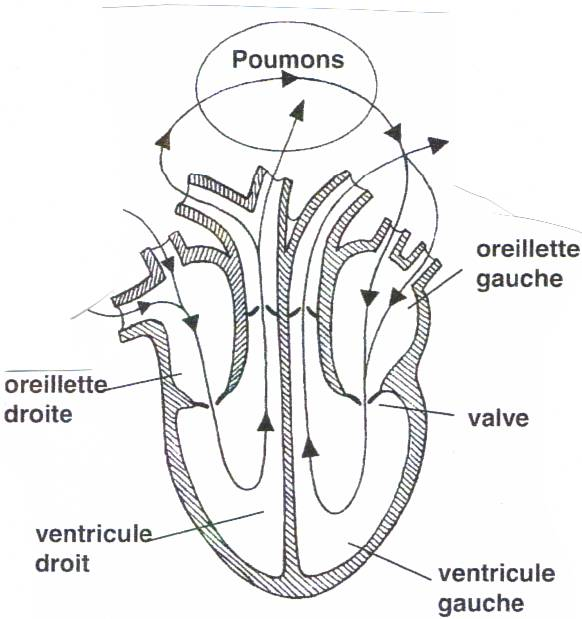 Poumons
oreillette
gauche
oreillette
droite
valve
ventricule
droit
ventricule
gauche